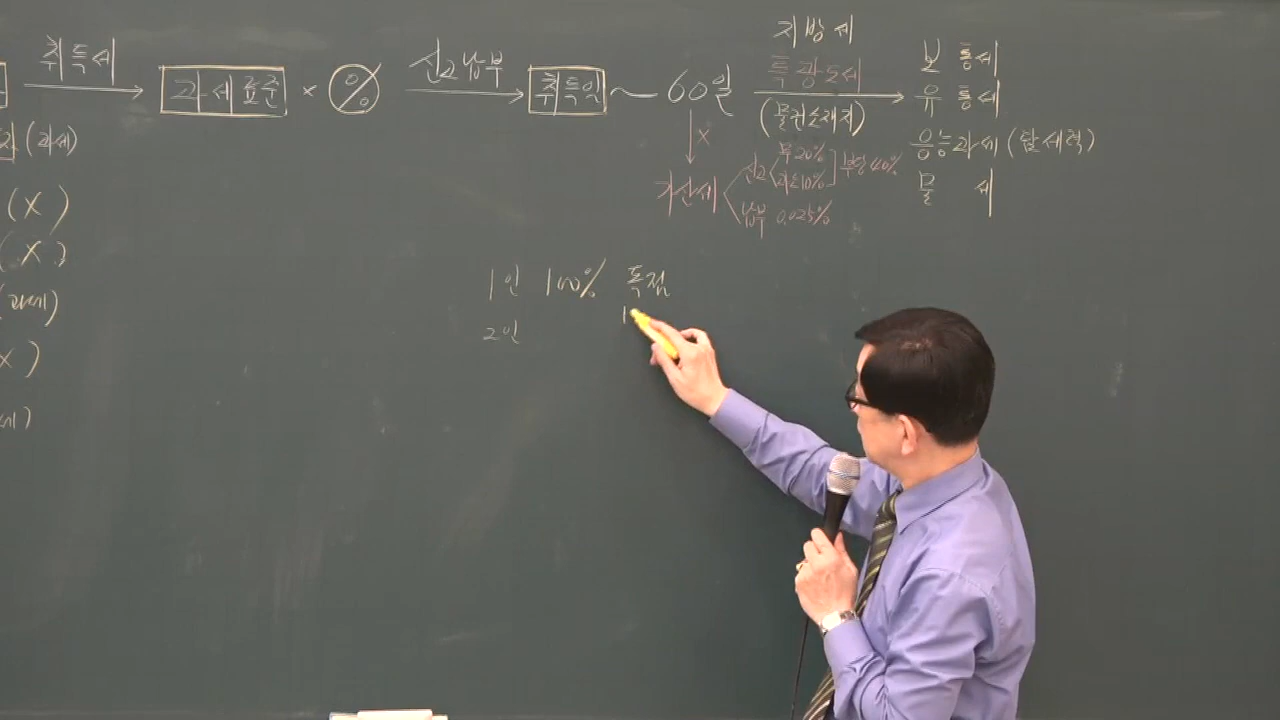 취득세
과세표준 × %
신고납부
취득일 ~ 60일
지방세
특광도세
(물건소재지)
보통세
유통세
응능과세 (담세력)
물 세
×
가산세
신고 무 20%
과소 10%
부정 40%
납부 0.025%
(과세)
(×)
(×)
(과세)
×)
세)
1인 100% 독점
2인
1